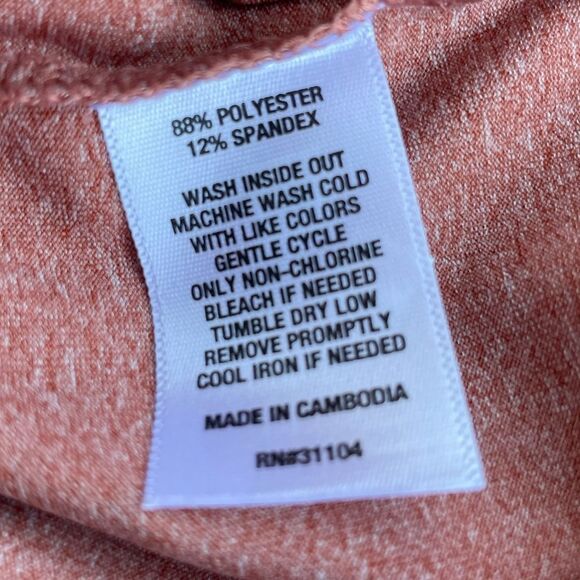 88% POLYESTER
12% SPANDEX
WASH INSIDE OUT
MACHINE WASH COLD
WITH LIKE COLORS
GENTLE CYCLE
ONLY NON-CHLORINE
BLEACH IF NEEDED
TUMBLE DRY LOW
REMOVE PROMPTLY
COOL IRON IF NEEDED
MADE IN CAMBODIA
RN#31104